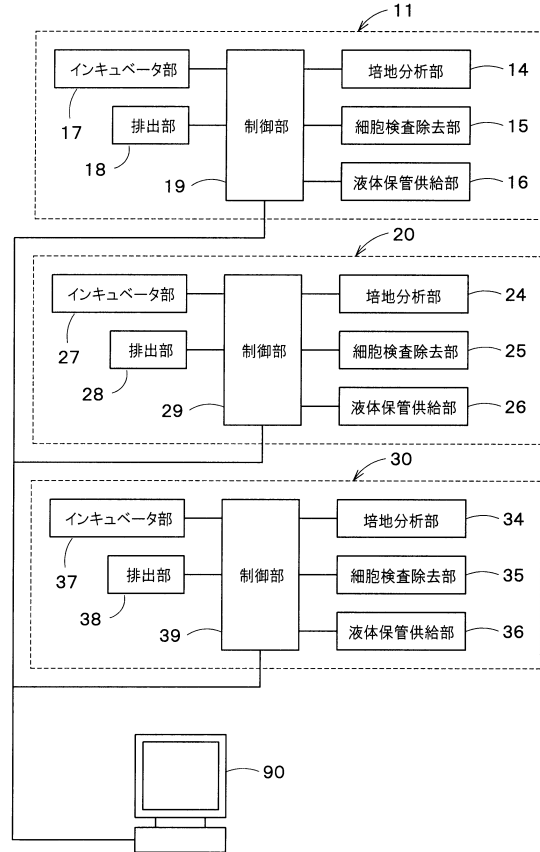 11
インキュベータ部
17
排出部
18
制御部
19
培地分析部
14
細胞検査除去部
15
液体保管供給部
16
20
インキュベータ部
27
排出部
28
制御部
29
培地分析部
24
細胞検査除去部
25
液体保管供給部
26
30
インキュベータ部
37
排出部
38
制御部
39
培地分析部
34
細胞検査除去部
35
液体保管供給部
36
90